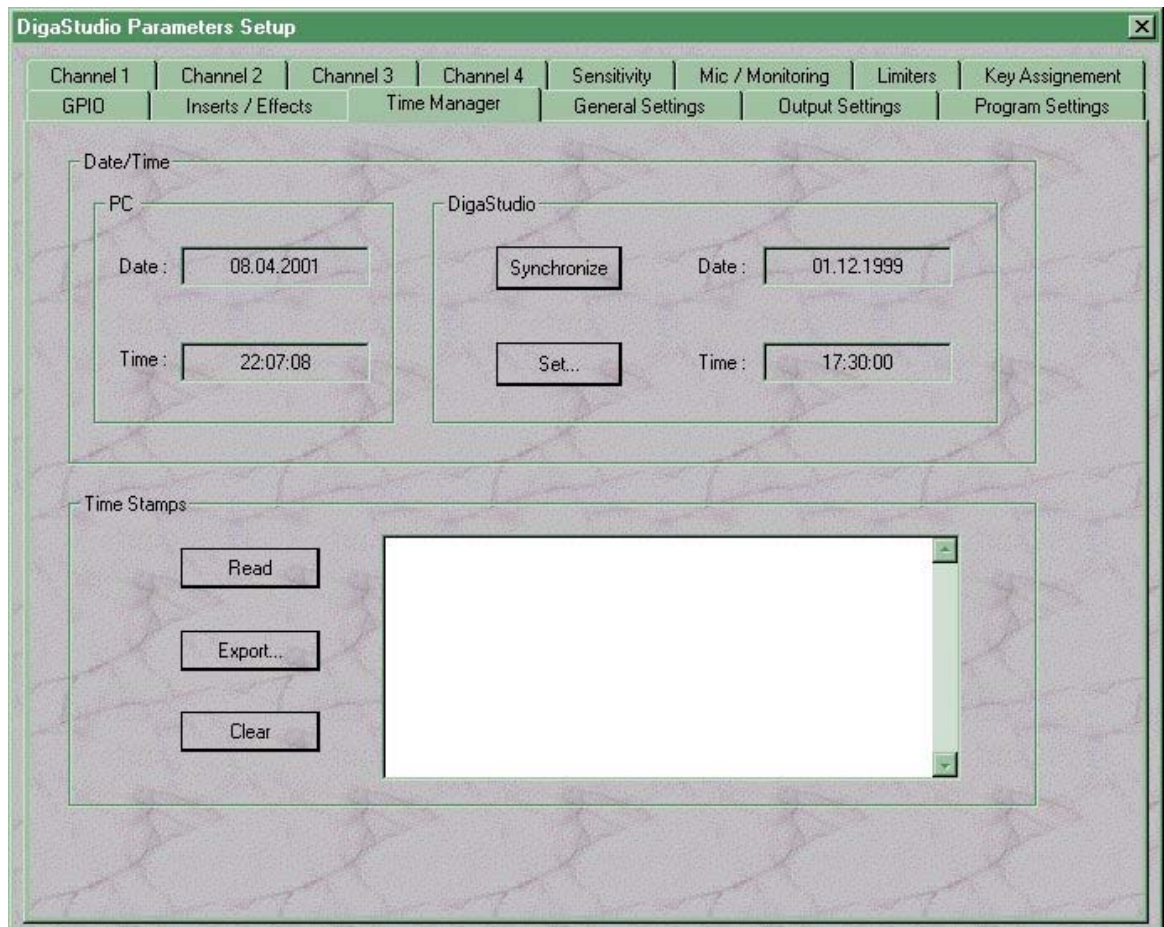 DigaStudio Parameters Setup
Channel 1 Channel 2 Channel 3 Channel 4 Sensitivity Mic / Monitoring Limiters Key Assignement
GPIO Inserts / Effects Time Manager General Settings Output Settings Program Settings
Date/Time
PC DigaStudio
Date : 08.04.2001 Synchronize Date : 01.12.1999
Time : 22:07:08 Set... Time : 17:30:00
Time Stamps
Read
Export...
Clear